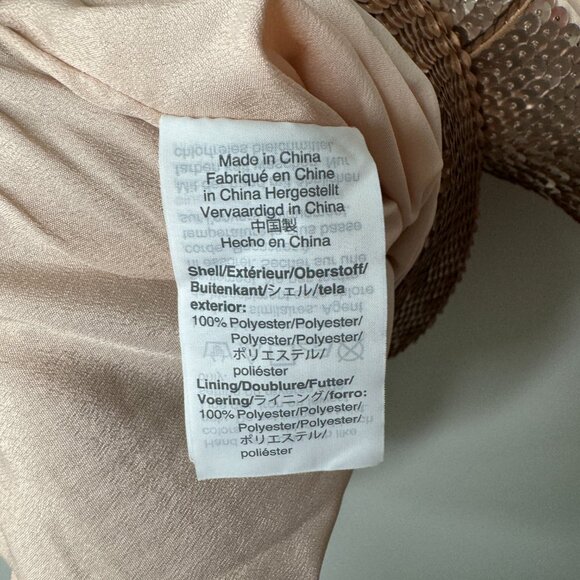 Made in China
Fabriqué en Chine
in China Hergestellt
Vervaardigd in China
中国製
Hecho en China
Shell/Extérieur/Oberstoff/
Buitenkant/シェル/tela
exterior:
100% Polyester/Polyester/
Polyester/Polyester/
ポリエステル/
poliéster
Lining/Doublure/Futter/
Voering/ライニング/forro:
100% Polyester/Polyester/
Polyester/Polyester/
ポリエステル/
poliéster